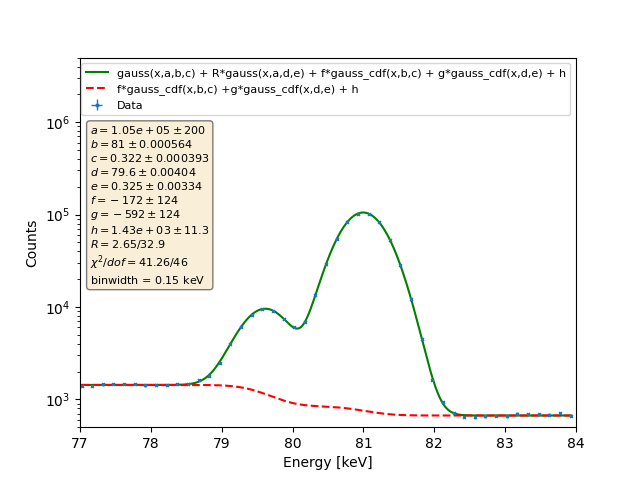 gauss(x,a,b,c) + R*gauss(x,a,d,e) + f*gauss_cdf(x,b,c) + g*gauss_cdf(x,d,e) + h
f*gauss_cdf(x,b,c) +g*gauss_cdf(x,d,e) + h
Data
a = 1.05e + 05 ± 200
b = 81 ± 0.000564
c = 0.322 ± 0.000393
d = 79.6 ± 0.00404
e = 0.325 ± 0.00334
f = −172 ± 124
g = −592 ± 124
h = 1.43e + 03 ± 11.3
R = 2.65/32.9
χ²/dof = 41.26/46
binwidth = 0.15 keV
Counts
10⁶
10⁵
10⁴
10³
77 78 79 80 81 82 83 84
Energy [keV]